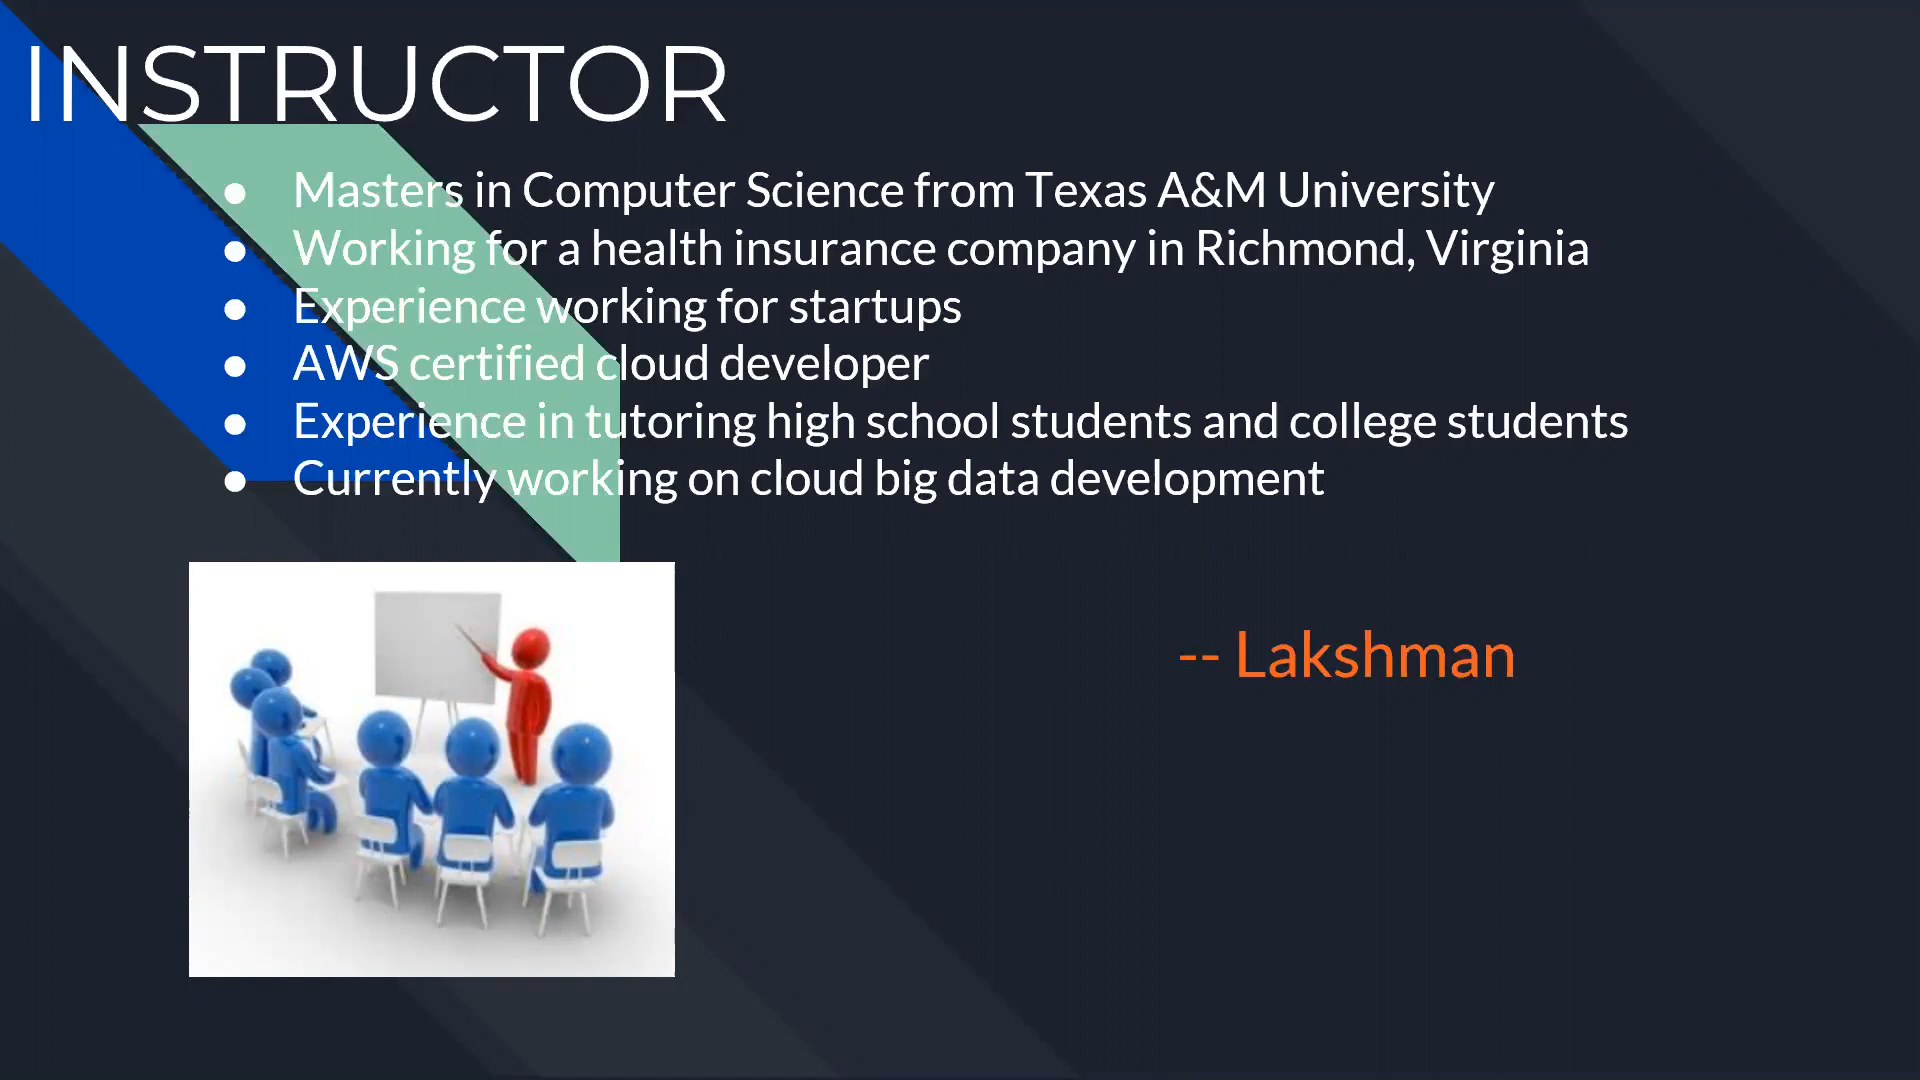 INSTRUCTOR
● Masters in Computer Science from Texas A&M University
● Working for a health insurance company in Richmond, Virginia
● Experience working for startups
● AWS certified cloud developer
● Experience in tutoring high school students and college students
● Currently working on cloud big data development
-- Lakshman